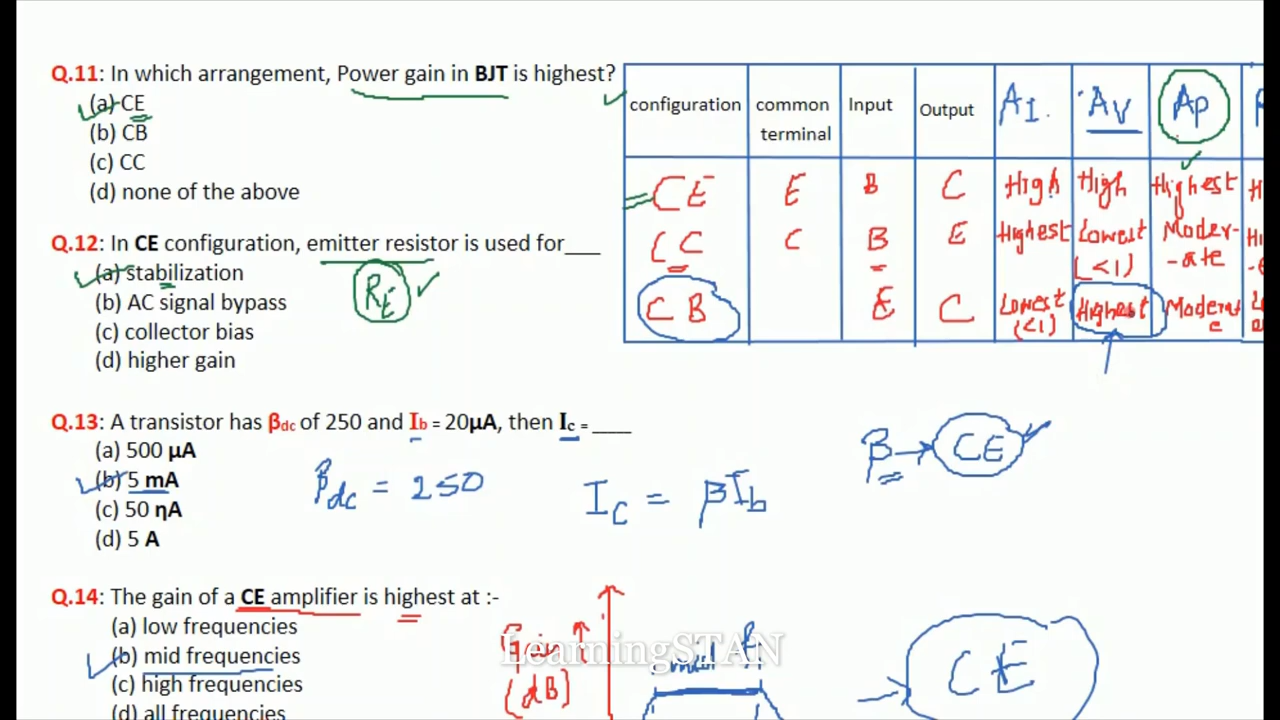 Q.11: In which arrangement, Power gain in BJT is highest?
(a) CE
(b) CB
(c) CC
(d) none of the above
configuration common terminal Input Output AI AV AP
CE E B C High High Highest
CC C B E Highest Lowest (<1) Moder-ate
CB E C Lowest (<1) Highest Moderate
Q.12: In CE configuration, emitter resistor is used for___
(a) stabilization
(b) AC signal bypass
(c) collector bias
(d) higher gain
RE
Q.13: A transistor has βdc of 250 and Ib = 20μA, then Ic = ____
(a) 500 μA
(b) 5 mA
(c) 50 ηA
(d) 5 A
βdc = 250
IC = βIb
β → CE
Q.14: The gain of a CE amplifier is highest at :-
(a) low frequencies
(b) mid frequencies
(c) high frequencies
(d) all frequencies
Gain ↑
(dB)
mid f
CE
LearningSTAN